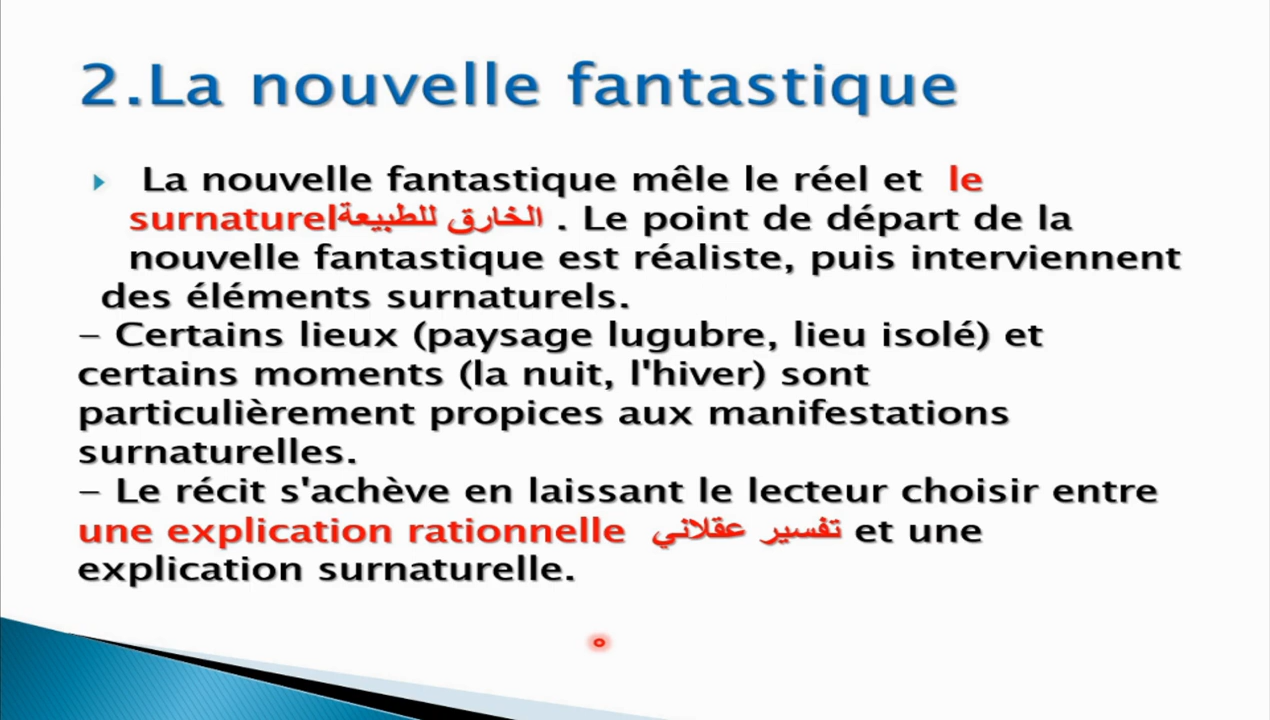 2.La nouvelle fantastique
La nouvelle fantastique mêle le réel et le
surnaturel الخارق للطبيعة . Le point de départ de la
nouvelle fantastique est réaliste, puis interviennent
des éléments surnaturels.
– Certains lieux (paysage lugubre, lieu isolé) et
certains moments (la nuit, l'hiver) sont
particulièrement propices aux manifestations
surnaturelles.
– Le récit s'achève en laissant le lecteur choisir entre
une explication rationnelle تفسير عقلاني et une
explication surnaturelle.